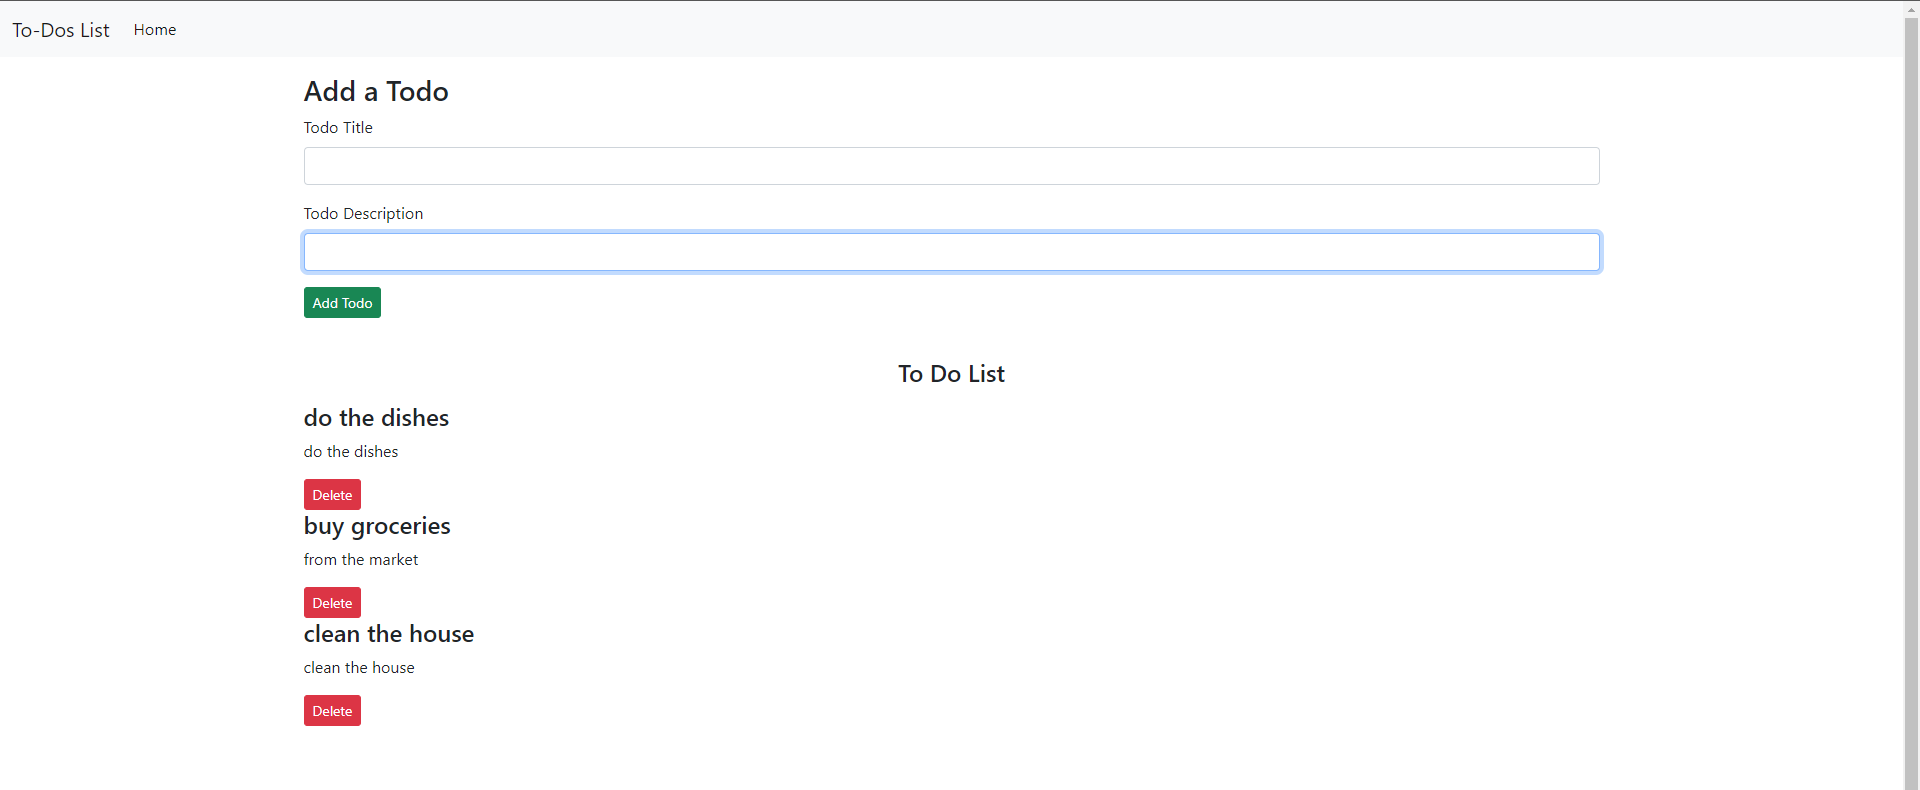 To-Dos List Home
Add a Todo
Todo Title
Todo Description
Add Todo
To Do List
do the dishes
do the dishes
Delete
buy groceries
from the market
Delete
clean the house
clean the house
Delete